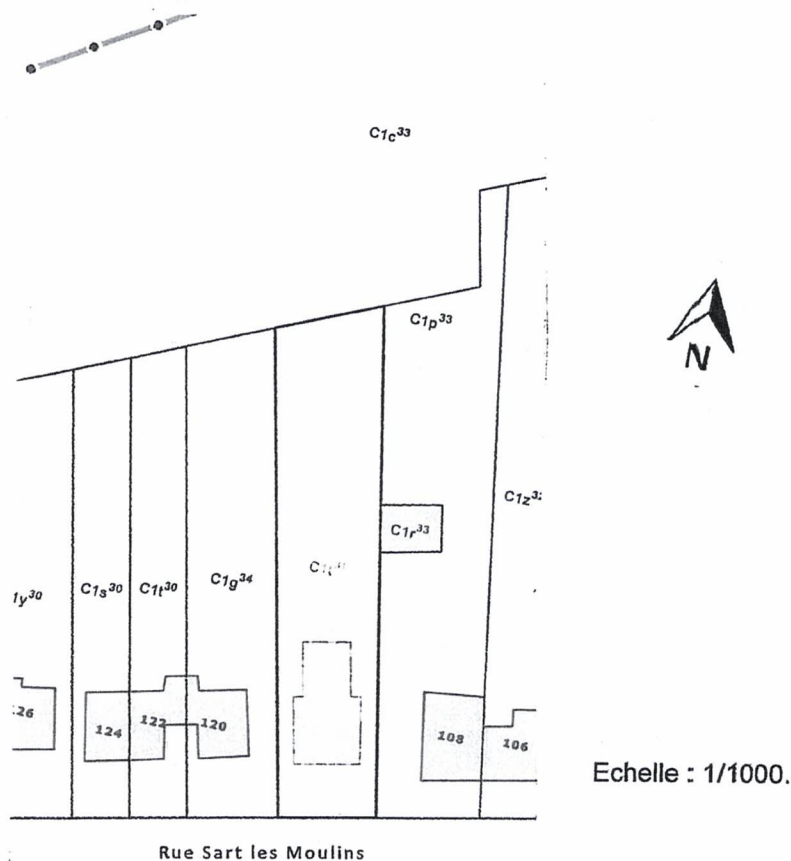 C1c³³
C1p³³
N
C1z
C1r³³
C1g³⁴
C1s³⁰
C1t³⁰
1y³⁰
26
124
122
120
108
106
Echelle : 1/1000.
Rue Sart les Moulins